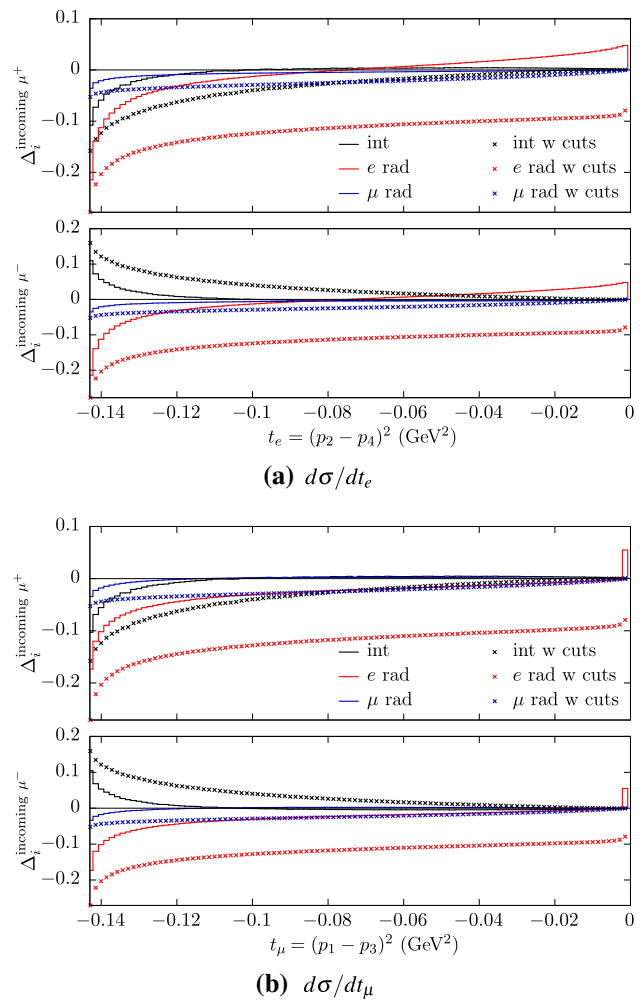 0.1
0
−0.1
−0.2
Δ_i^{incoming μ^+}
int
e rad
μ rad
int w cuts
e rad w cuts
μ rad w cuts
0.2
0.1
0
−0.1
−0.2
Δ_i^{incoming μ^−}
−0.14 −0.12 −0.1 −0.08 −0.06 −0.04 −0.02 0
t_e = (p_2 − p_4)^2 (GeV^2)
(a) dσ/dt_e
0.1
0
−0.1
−0.2
Δ_i^{incoming μ^+}
int
e rad
μ rad
int w cuts
e rad w cuts
μ rad w cuts
0.2
0.1
0
−0.1
−0.2
Δ_i^{incoming μ^−}
−0.14 −0.12 −0.1 −0.08 −0.06 −0.04 −0.02 0
t_μ = (p_1 − p_3)^2 (GeV^2)
(b) dσ/dt_μ